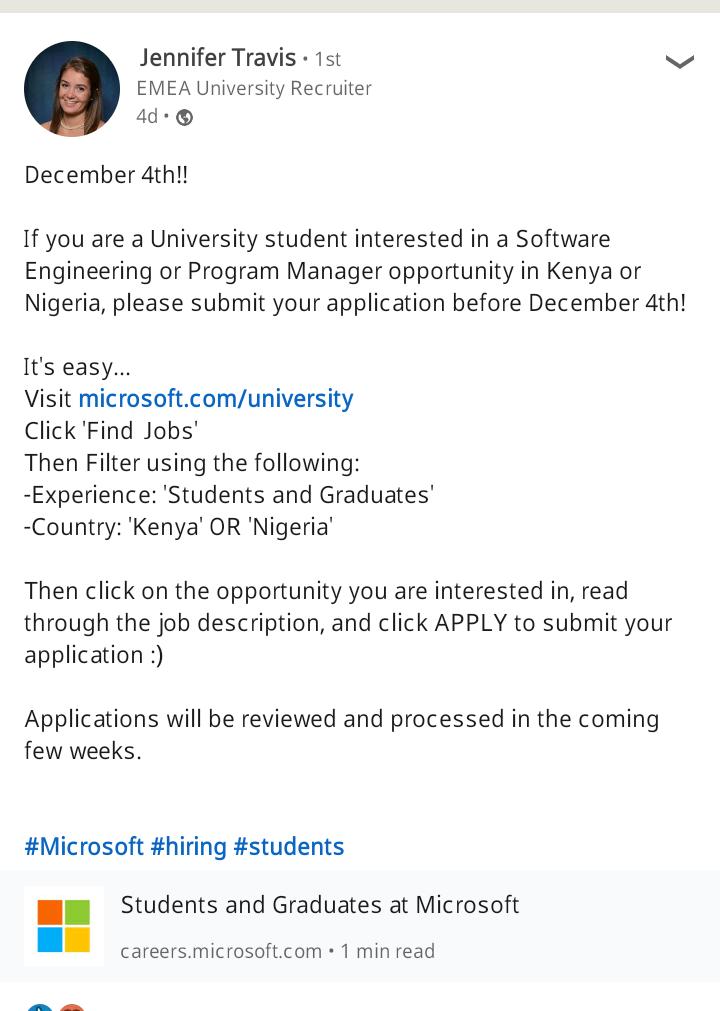 Jennifer Travis • 1st
EMEA University Recruiter
4d •
December 4th!!
If you are a University student interested in a Software
Engineering or Program Manager opportunity in Kenya or
Nigeria, please submit your application before December 4th!
It's easy...
Visit microsoft.com/university
Click 'Find Jobs'
Then Filter using the following:
-Experience: 'Students and Graduates'
-Country: 'Kenya' OR 'Nigeria'
Then click on the opportunity you are interested in, read
through the job description, and click APPLY to submit your
application :)
Applications will be reviewed and processed in the coming
few weeks.
#Microsoft #hiring #students
Students and Graduates at Microsoft
careers.microsoft.com • 1 min read